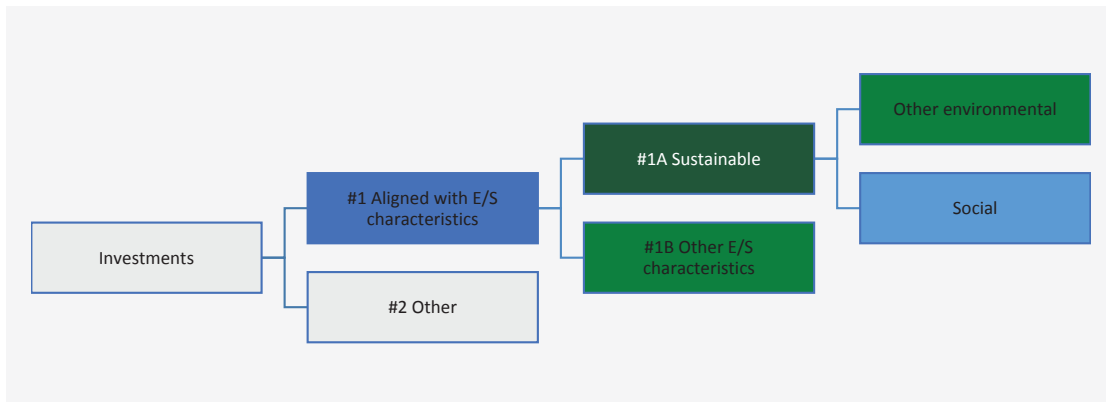 Investments
#1 Aligned with E/S
characteristics
#2 Other
#1A Sustainable
#1B Other E/S
characteristics
Other environmental
Social